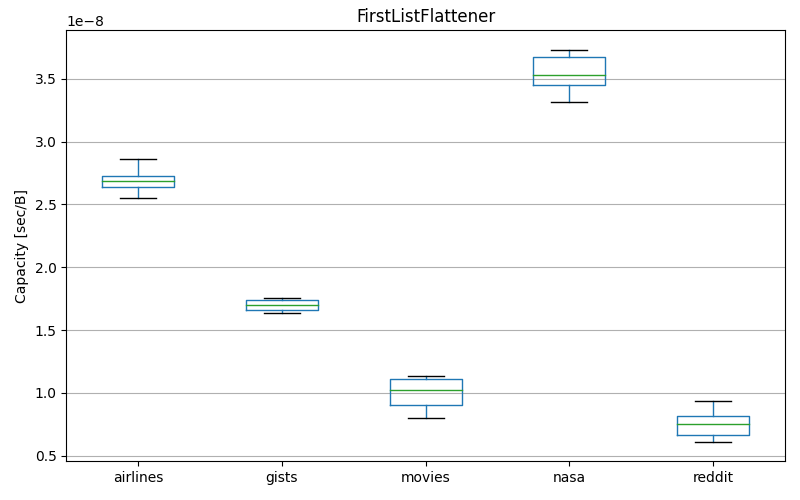 FirstListFlattener
1e−8
Capacity [sec/B]
3.5
3.0
2.5
2.0
1.5
1.0
0.5
airlines gists movies nasa reddit